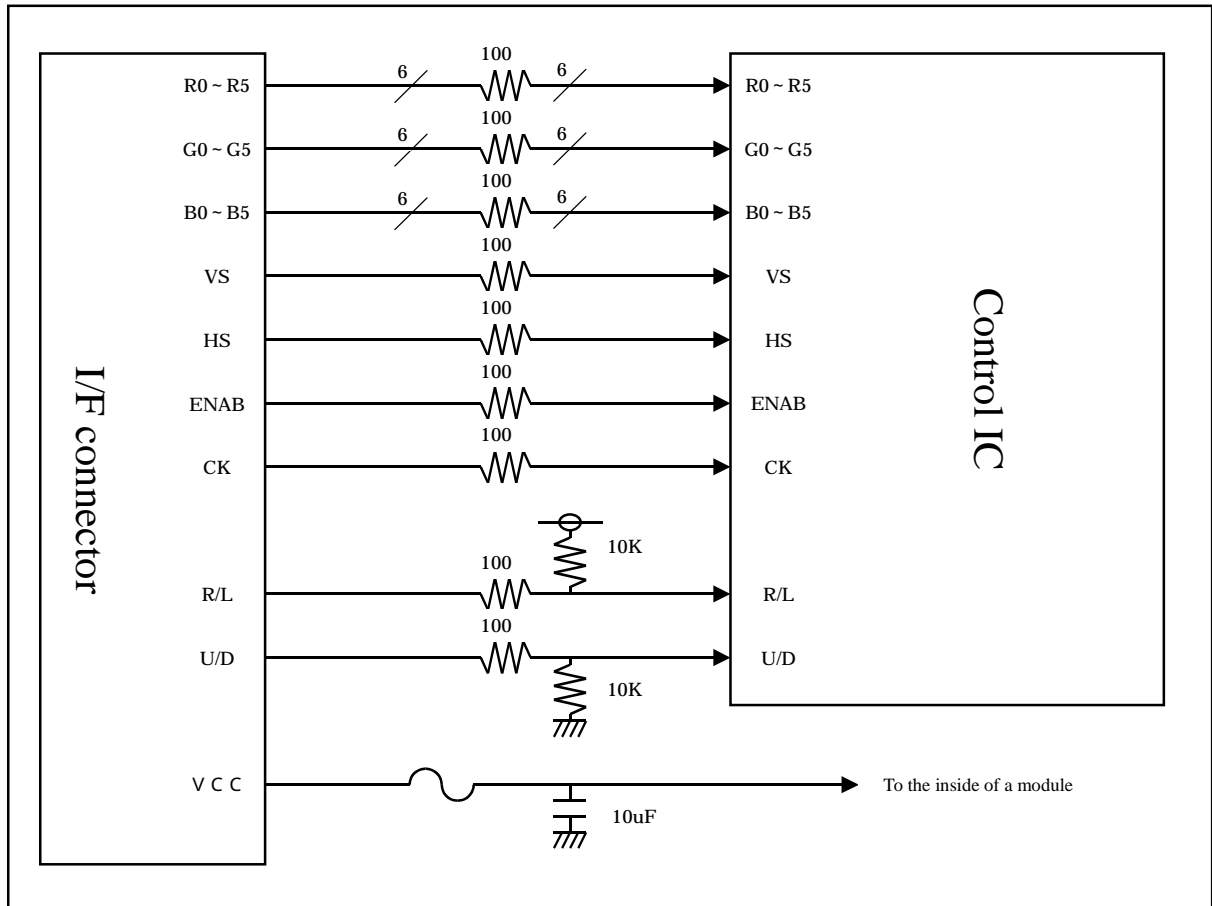 100
R0 ~ R5 6 6 R0 ~ R5
100
G0 ~ G5 6 6 G0 ~ G5
100
B0 ~ B5 6 6 B0 ~ B5
100
VS VS
100
HS HS
100
ENAB ENAB
100
CK CK
I/F connector
Control IC
10K
100
R/L R/L
100
U/D U/D
10K
VCC To the inside of a module
10uF